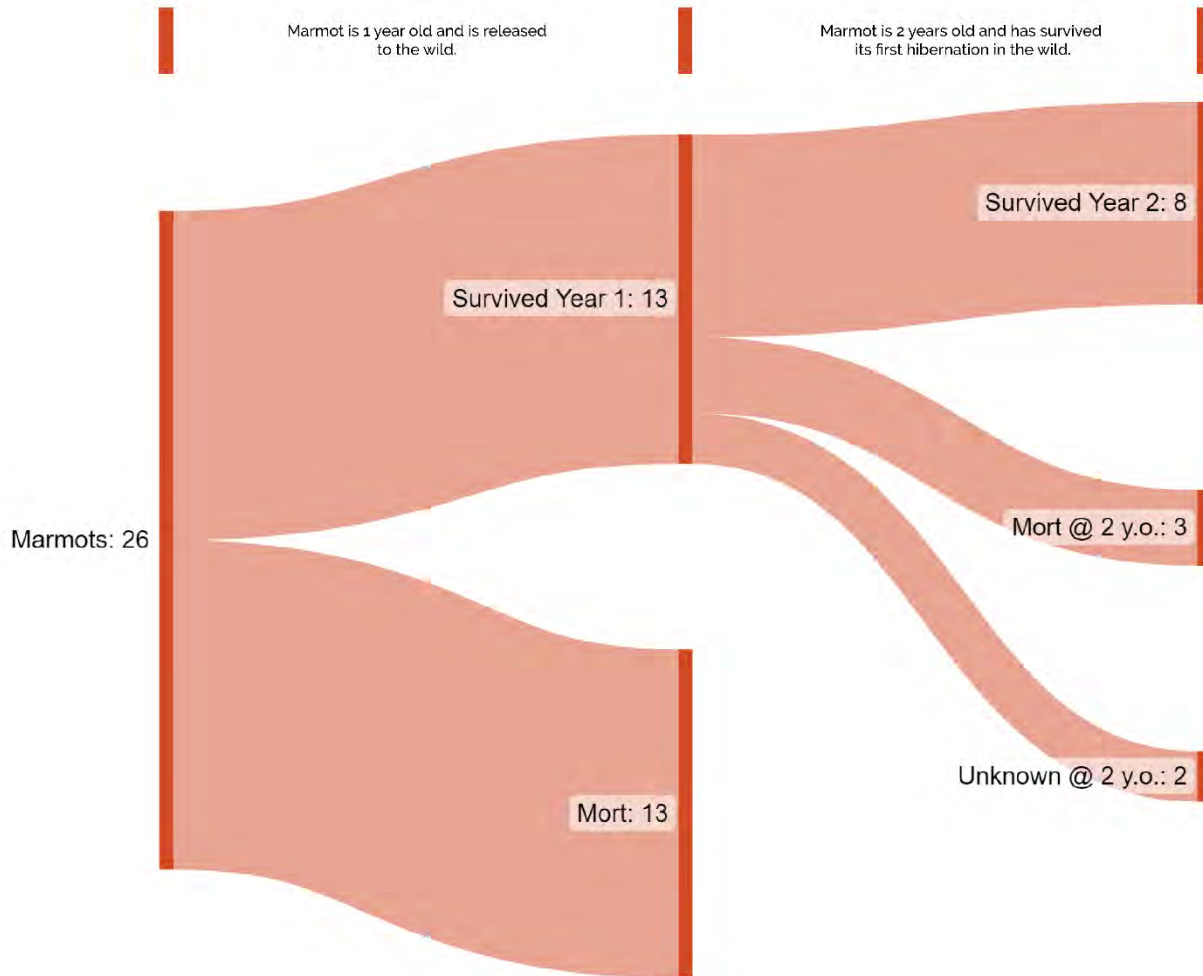 Marmot is 1 year old and is released
to the wild.
Marmot is 2 years old and has survived
its first hibernation in the wild.
Survived Year 2: 8
Survived Year 1: 13
Mort @ 2 y.o.: 3
Marmots: 26
Unknown @ 2 y.o.: 2
Mort: 13